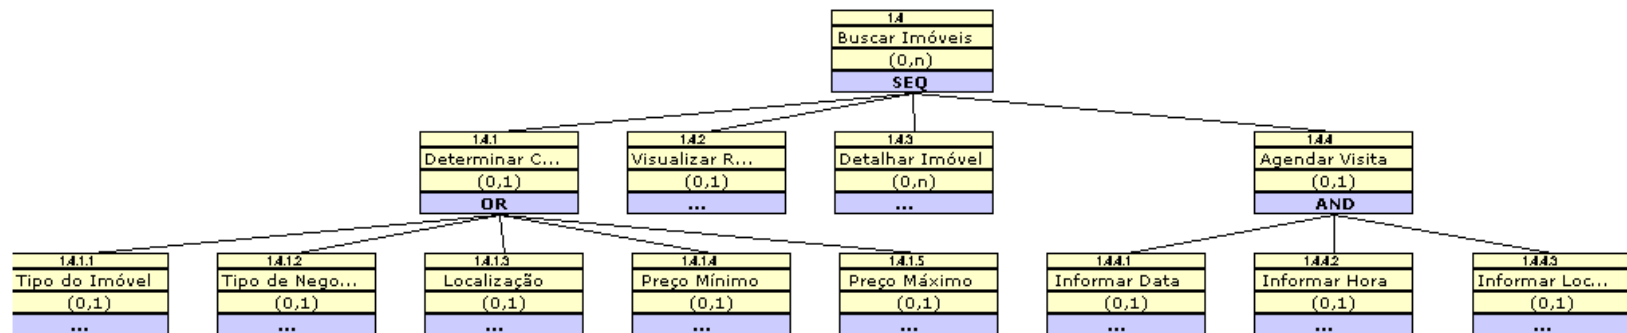 1.4
Buscar Imóveis
(0,n)
SEQ
1.4.1
Determinar C...
(0,1)
OR
1.4.2
Visualizar R...
(0,1)
...
1.4.3
Detalhar Imóvel
(0,n)
...
1.4.4
Agendar Visita
(0,1)
AND
1.4.1.1
Tipo do Imóvel
(0,1)
...
1.4.1.2
Tipo de Nego...
(0,1)
...
1.4.1.3
Localização
(0,1)
...
1.4.1.4
Preço Mínimo
(0,1)
...
1.4.1.5
Preço Máximo
(0,1)
...
1.4.4.1
Informar Data
(0,1)
...
1.4.4.2
Informar Hora
(0,1)
...
1.4.4.3
Informar Loc...
(0,1)
...